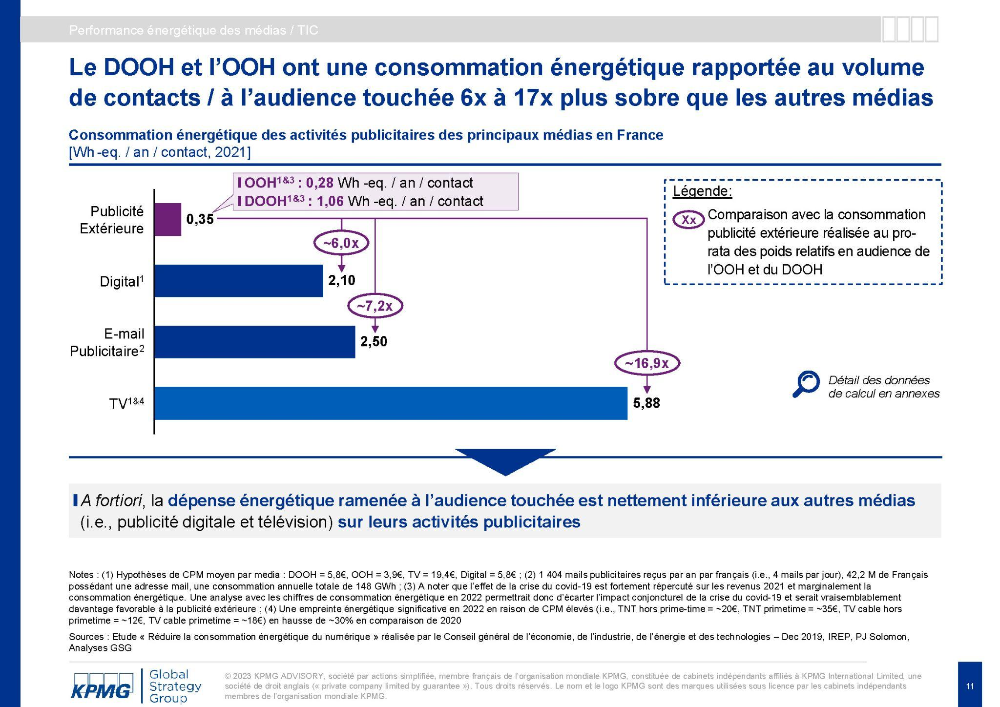 Performance énergétique des médias / TIC
Le DOOH et l’OOH ont une consommation énergétique rapportée au volume
de contacts / à l’audience touchée 6x à 17x plus sobre que les autres médias
Consommation énergétique des activités publicitaires des principaux médias en France
[Wh -eq. / an / contact, 2021]
OOH1&3 : 0,28 Wh -eq. / an / contact
DOOH1&3 : 1,06 Wh -eq. / an / contact
Légende:
Xx Comparaison avec la consommation
publicité extérieure réalisée au pro-
rata des poids relatifs en audience de
l’OOH et du DOOH
Publicité
Extérieure
0,35
~6,0x
Digital1
2,10
~7,2x
E-mail
Publicitaire2
2,50
~16,9x
TV1&4
5,88
Détail des données
de calcul en annexes
A fortiori, la dépense énergétique ramenée à l’audience touchée est nettement inférieure aux autres médias
(i.e., publicité digitale et télévision) sur leurs activités publicitaires
Notes : (1) Hypothèses de CPM moyen par media : DOOH = 5,8€, OOH = 3,9€, TV = 19,4€, Digital = 5,8€ ; (2) 1 404 mails publicitaires reçus par an par français (i.e., 4 mails par jour), 42,2 M de Français
possédant une adresse mail, une consommation annuelle totale de 148 GWh ; (3) A noter que l’effet de la crise du covid-19 est fortement répercuté sur les revenus 2021 et marginalement la
consommation énergétique. Une analyse avec les chiffres de consommation énergétique en 2022 permettrait donc d’écarter l’impact conjoncturel de la crise du covid-19 et serait vraisemblablement
davantage favorable à la publicité extérieure ; (4) Une empreinte énergétique significative en 2022 en raison de CPM élevés (i.e., TNT hors prime-time = ~20€, TNT primetime = ~35€, TV cable hors
primetime = ~12€, TV cable primetime = ~18€) en hausse de ~30% en comparaison de 2020
Sources : Etude « Réduire la consommation énergétique du numérique » réalisée par le Conseil général de l’économie, de l’industrie, de l’énergie et des technologies – Dec 2019, IREP, PJ Solomon,
Analyses GSG
KPMG
Global
Strategy
Group
© 2023 KPMG ADVISORY, société par actions simplifiée, membre français de l’organisation mondiale KPMG, constituée de cabinets indépendants affiliés à KPMG International Limited, une
société de droit anglais (« private company limited by guarantee »). Tous droits réservés. Le nom et le logo KPMG sont des marques utilisées sous licence par les cabinets indépendants
membres de l’organisation mondiale KPMG.
11